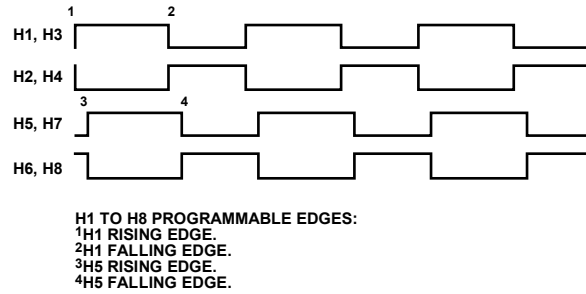 1 2
H1, H3
H2, H4
3 4
H5, H7
H6, H8
H1 TO H8 PROGRAMMABLE EDGES:
1H1 RISING EDGE.
2H1 FALLING EDGE.
3H5 RISING EDGE.
4H5 FALLING EDGE.